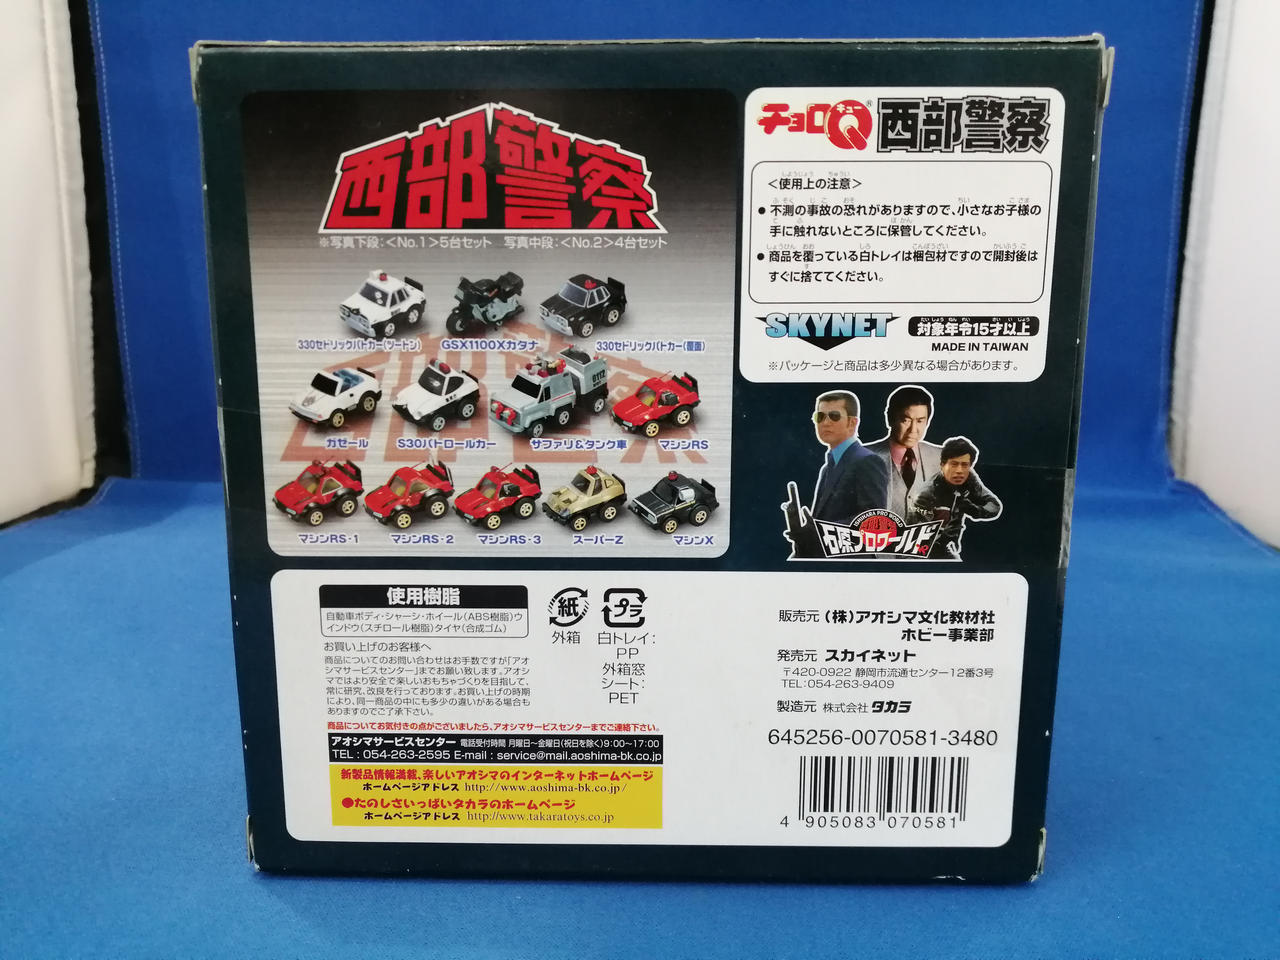 西部警察
※写真下段：＜No.1＞5台セット　写真中段：＜No.2＞4台セット
330セドリックパトカー(ツートン)
GSX1100Xカタナ
330セドリックパトカー(覆面)
ガゼール
S30パトロールカー
サファリ&タンク車
マシンRS
0112
マシンRS-1
マシンRS-2
マシンRS-3
スーパーZ
マシンX
チョロQ®
キュー
西部警察
＜使用上の注意＞
●不測の事故の恐れがありますので、小さなお子様の
手に触れないところに保管してください。
●商品を覆っている白トレイは梱包材ですので開封後は
すぐに捨ててください。
SKYNET
対象年令15才以上
MADE IN TAIWAN
※パッケージと商品は多少異なる場合があります。
ISHIHARA PRO WORLD
西部警察
石原プロワールド
使用樹脂
自動車ボディ・シャーシ・ホイール(ABS樹脂)ウ
インドウ(スチロール樹脂)タイヤ(合成ゴム)
お買い上げのお客様へ
商品についてのお問い合わせはお手数ですが「アオ
シマサービスセンター」までお願い致します。アオシ
マではより安全で楽しいおもちゃづくりを目指して、
常に研究、改良を行っております。お買い上げの時期
により、同一商品の中にも多少の違いがある場合も
ありますのでご了承下さい。
商品についてお気付きの点がございましたら、アオシマサービスセンターまでご連絡下さい。
アオシマサービスセンター 電話受付時間 月曜日〜金曜日(祝日を除く)9:00〜17:00
TEL : 054-263-2595 E-mail : service@mail.aoshima-bk.co.jp
新製品情報満載、楽しいアオシマのインターネットホームページ
ホームページアドレス http://www.aoshima-bk.co.jp/
●たのしさいっぱいタカラのホームページ
ホームページアドレス http://www.takaratoys.co.jp
紙
外箱
プラ
白トレイ：
PP
外箱窓
シート：
PET
販売元 (株)アオシマ文化教材社
ホビー事業部
発売元 スカイネット
〒420-0922 静岡市流通センター12番3号
TEL:054-263-9409
製造元 株式会社 タカラ
645256-0070581-3480
4 905083 070581